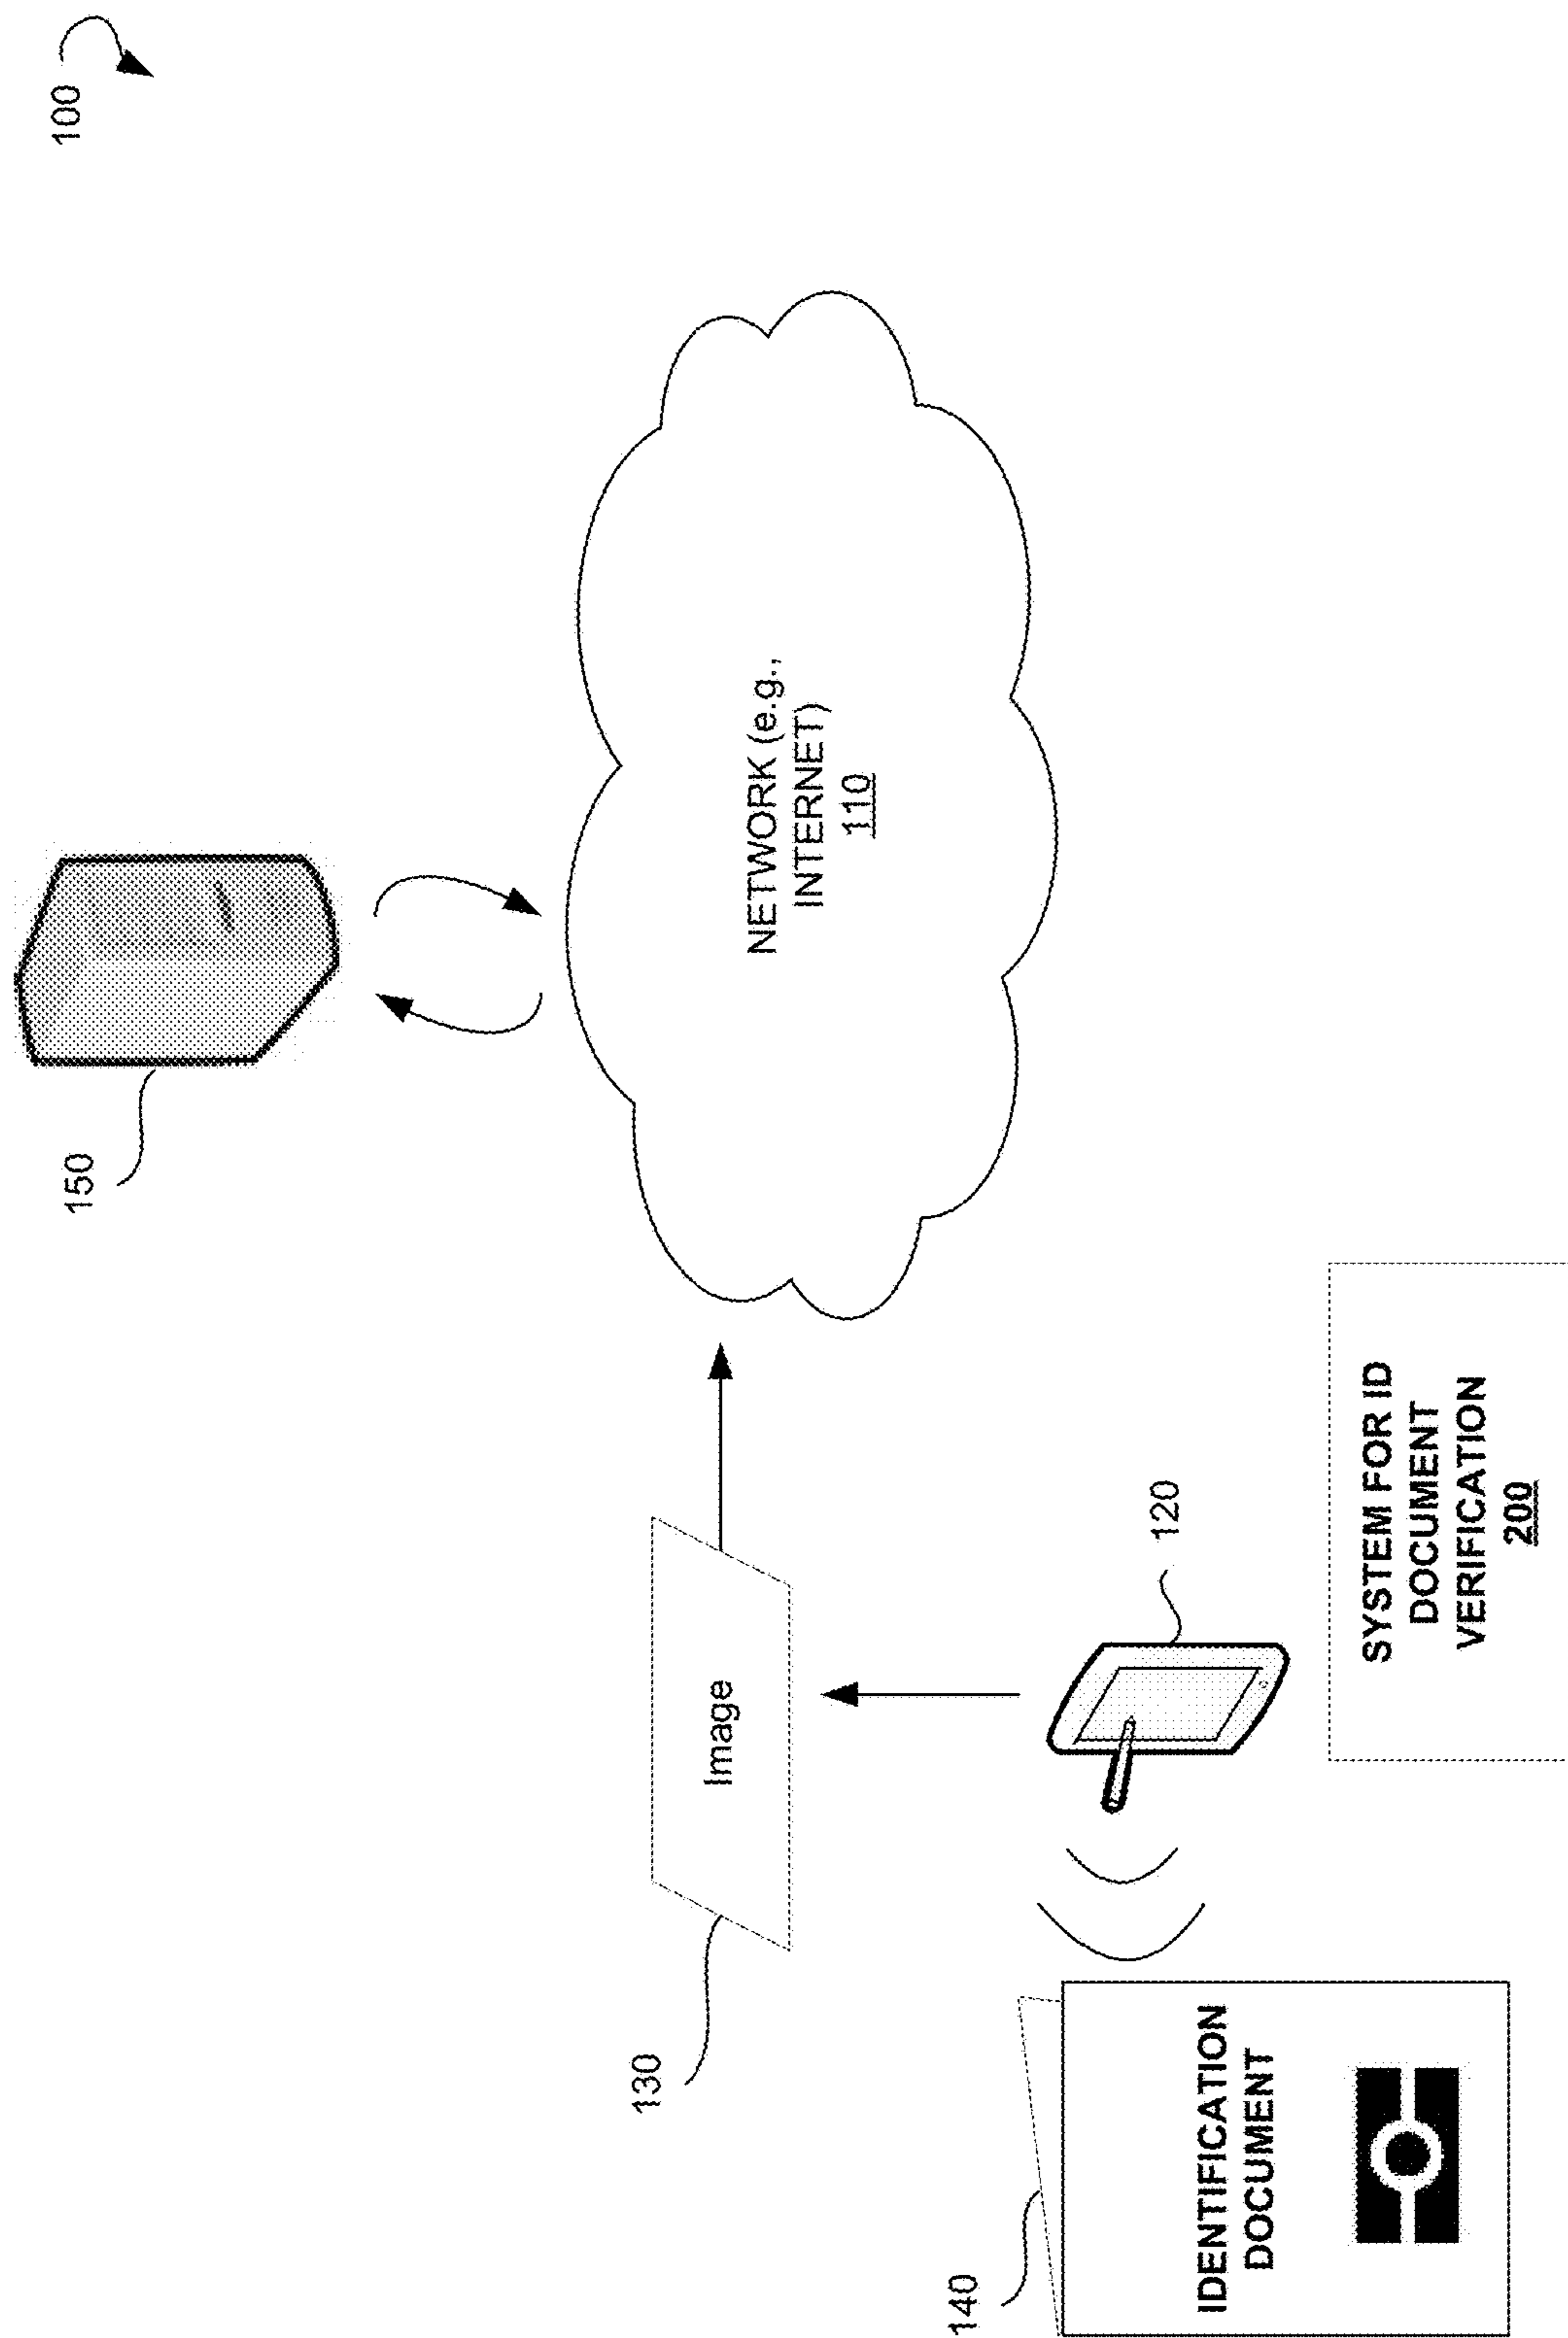 100
150
130
Image
NETWORK (e.g.,
INTERNET)
110
140
120
IDENTIFICATION
DOCUMENT
SYSTEM FOR ID
DOCUMENT
VERIFICATION
200